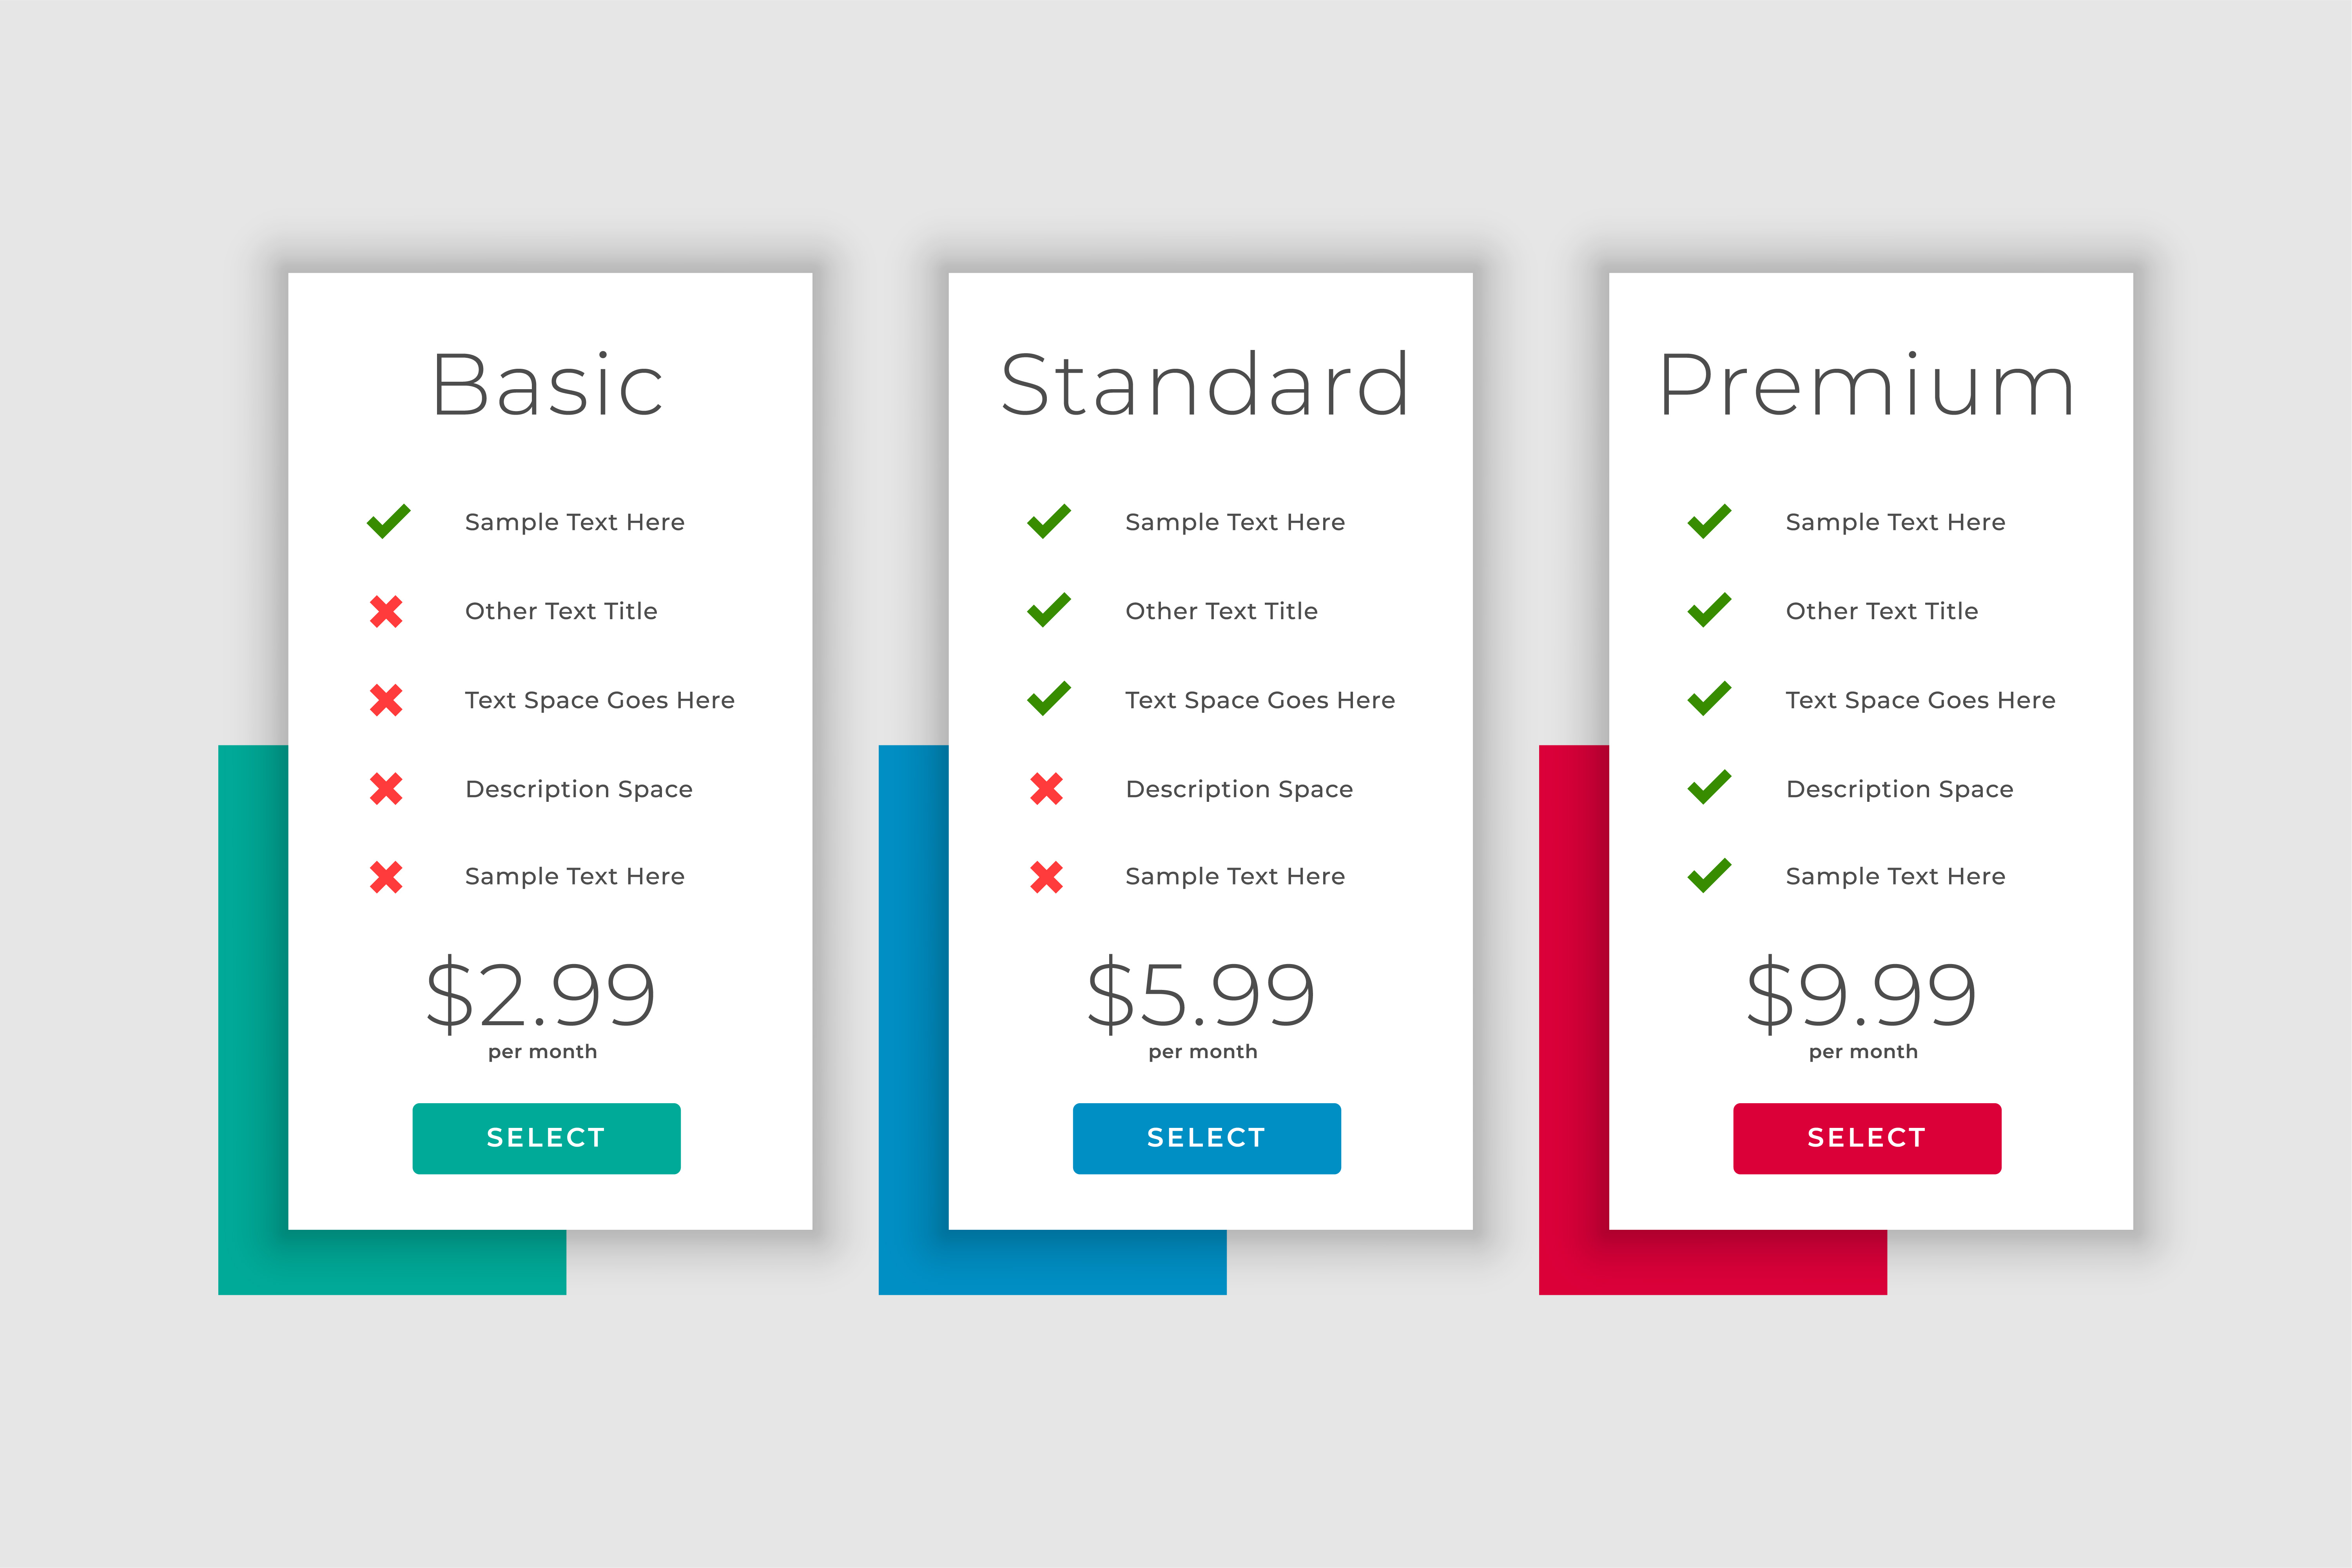 Basic
Sample Text Here
Other Text Title
Text Space Goes Here
Description Space
Sample Text Here
$2.99
per month
SELECT
Standard
Sample Text Here
Other Text Title
Text Space Goes Here
Description Space
Sample Text Here
$5.99
per month
SELECT
Premium
Sample Text Here
Other Text Title
Text Space Goes Here
Description Space
Sample Text Here
$9.99
per month
SELECT